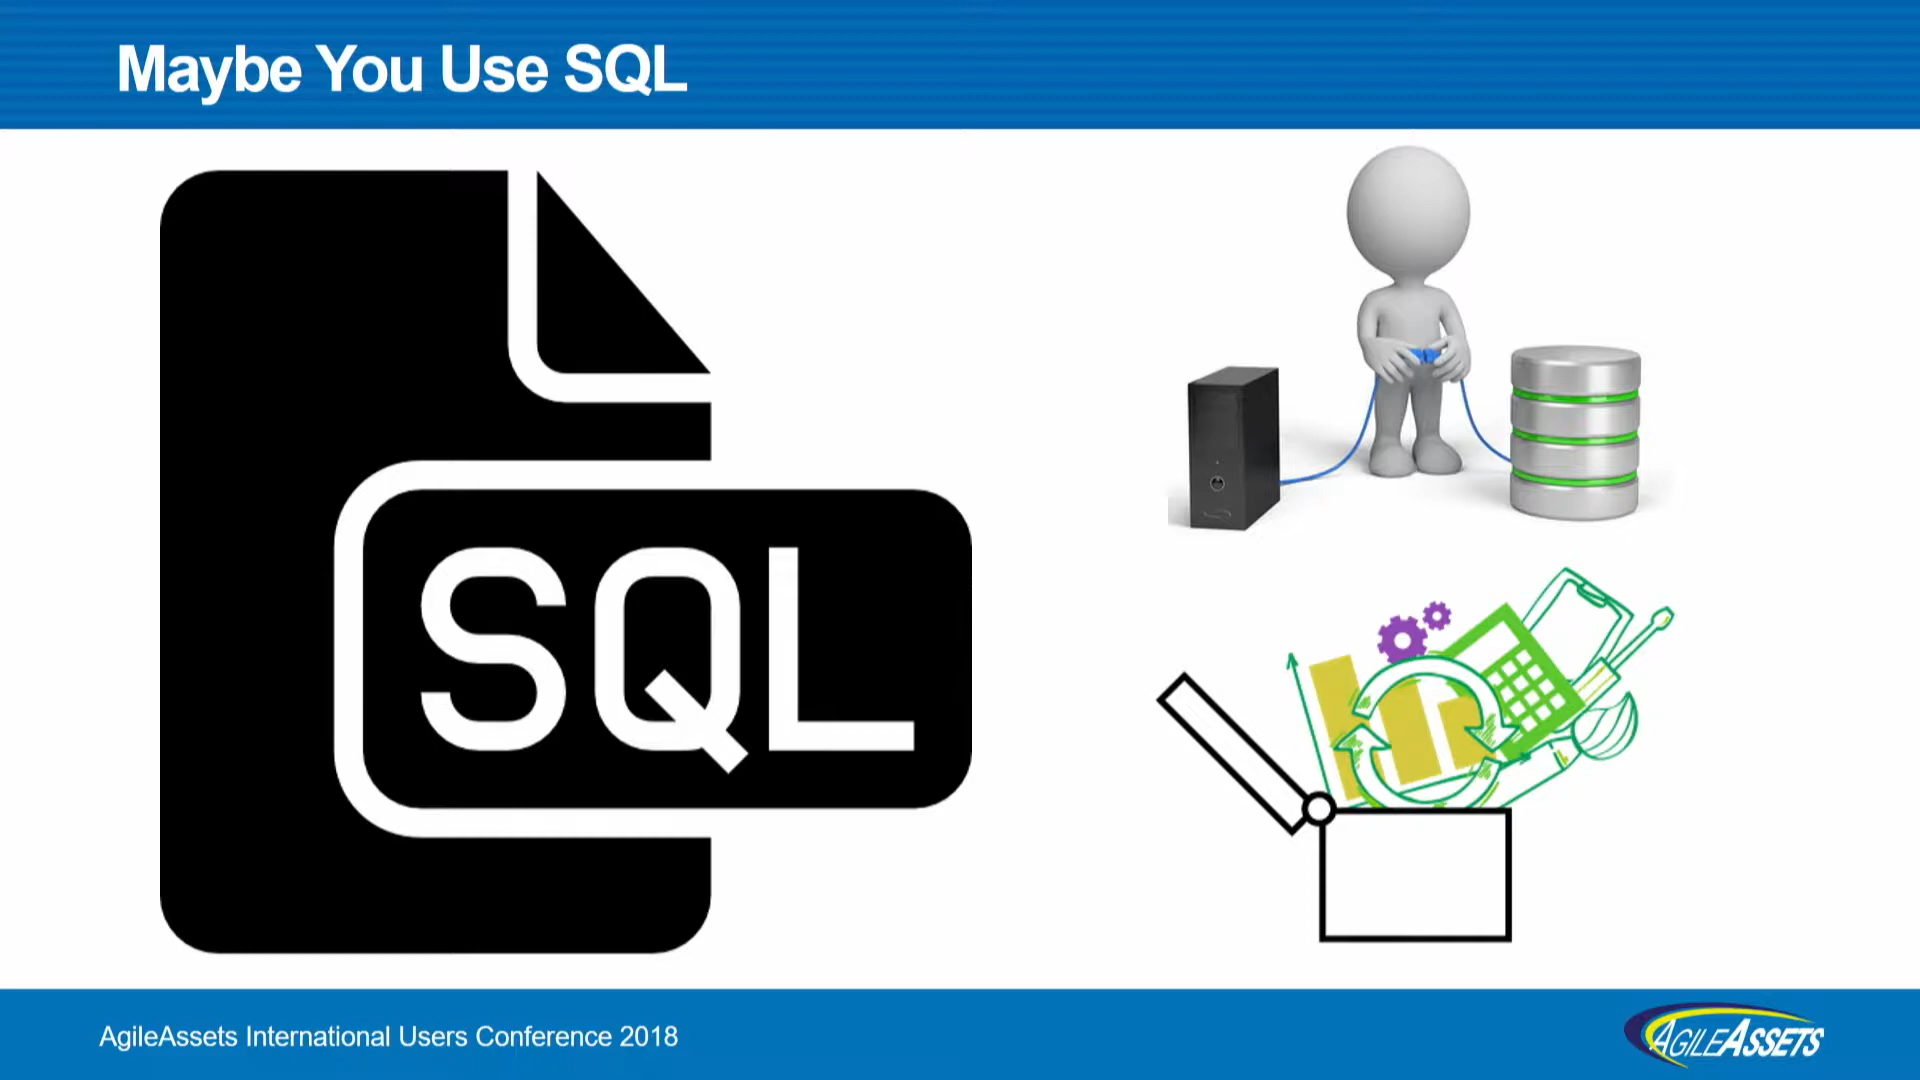 Maybe You Use SQL
SQL
AgileAssets International Users Conference 2018
AGILEASSETS